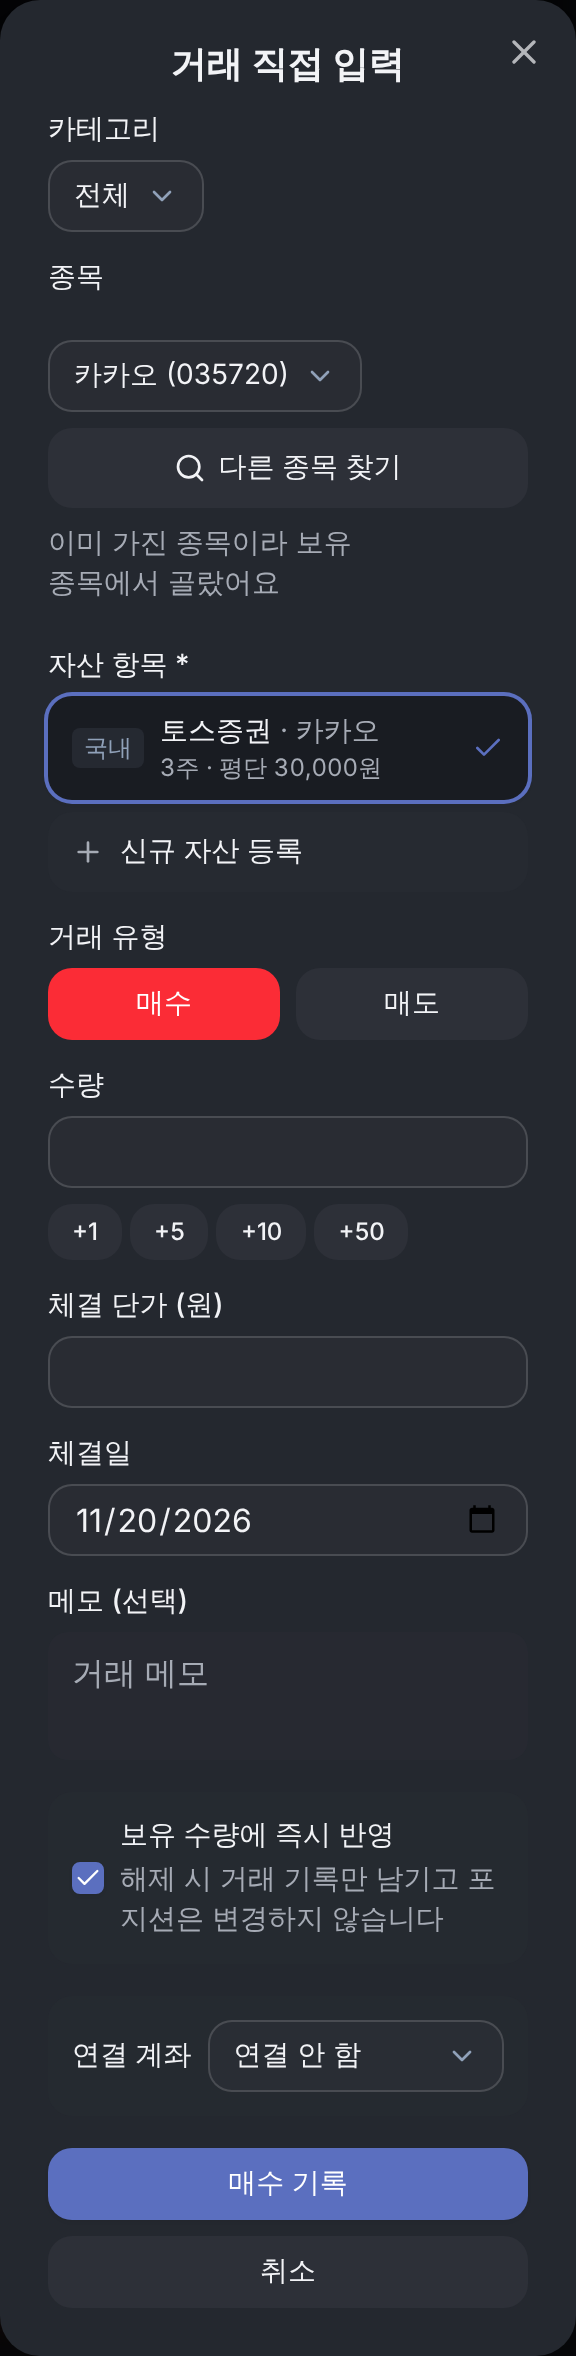 거래 직접 입력
카테고리
전체
종목
카카오 (035720)
다른 종목 찾기
이미 가진 종목이라 보유
종목에서 골랐어요
자산 항목 *
국내
토스증권 · 카카오
3주 · 평단 30,000원
신규 자산 등록
거래 유형
매수 매도
수량
+1 +5 +10 +50
체결 단가 (원)
체결일
11/20/2026
메모 (선택)
거래 메모
보유 수량에 즉시 반영
해제 시 거래 기록만 남기고 포
지션은 변경하지 않습니다
연결 계좌 연결 안 함
매수 기록
취소